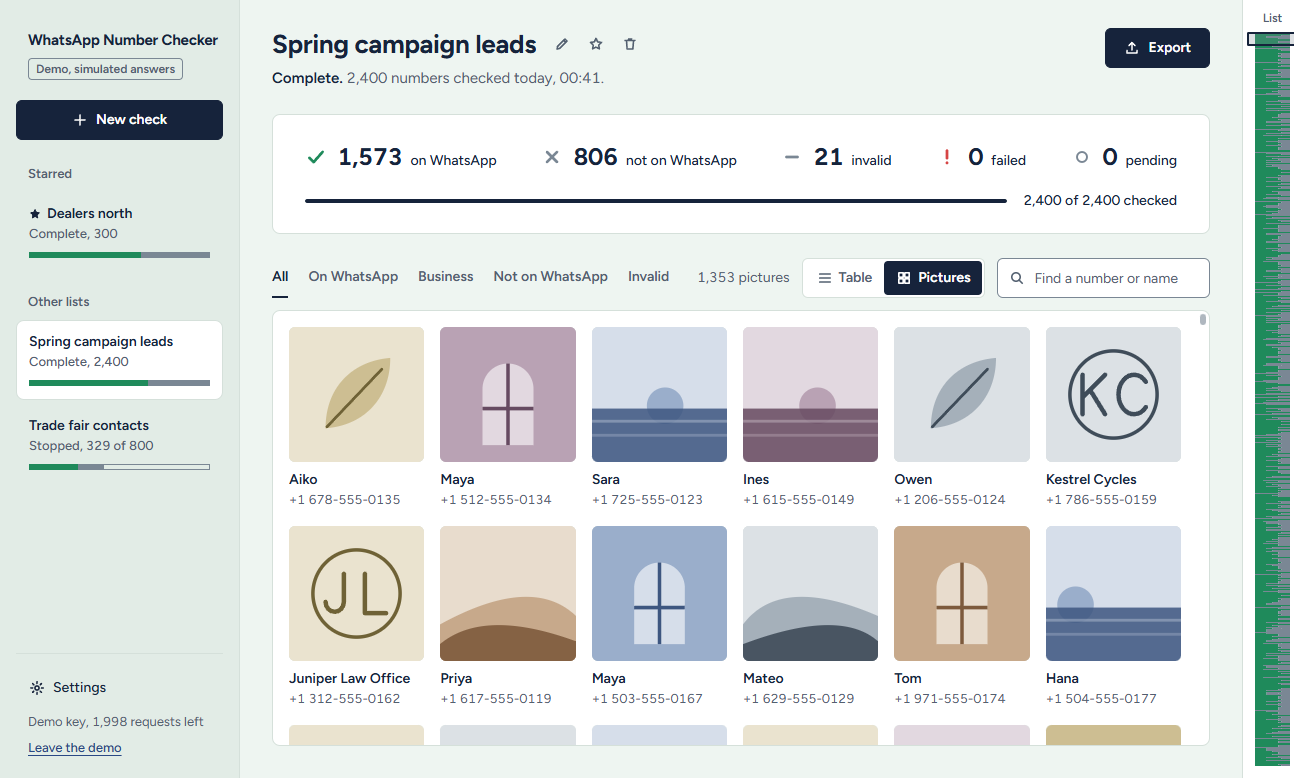 WhatsApp Number Checker
Demo, simulated answers
New check
Starred
Dealers north
Complete, 300
Other lists
Spring campaign leads
Complete, 2,400
Trade fair contacts
Stopped, 329 of 800
Settings
Demo key, 1,998 requests left
Leave the demo
Spring campaign leads
Complete. 2,400 numbers checked today, 00:41.
Export
1,573 on WhatsApp
806 not on WhatsApp
21 invalid
0 failed
0 pending
2,400 of 2,400 checked
All On WhatsApp Business Not on WhatsApp Invalid
1,353 pictures
Table Pictures
Find a number or name
KC
Aiko Maya Sara Ines Owen Kestrel Cycles
+1 678-555-0135 +1 512-555-0134 +1 725-555-0123 +1 615-555-0149 +1 206-555-0124 +1 786-555-0159
JL
Juniper Law Office Priya Maya Mateo Tom Hana
+1 312-555-0162 +1 617-555-0119 +1 503-555-0167 +1 629-555-0129 +1 971-555-0174 +1 504-555-0177
List